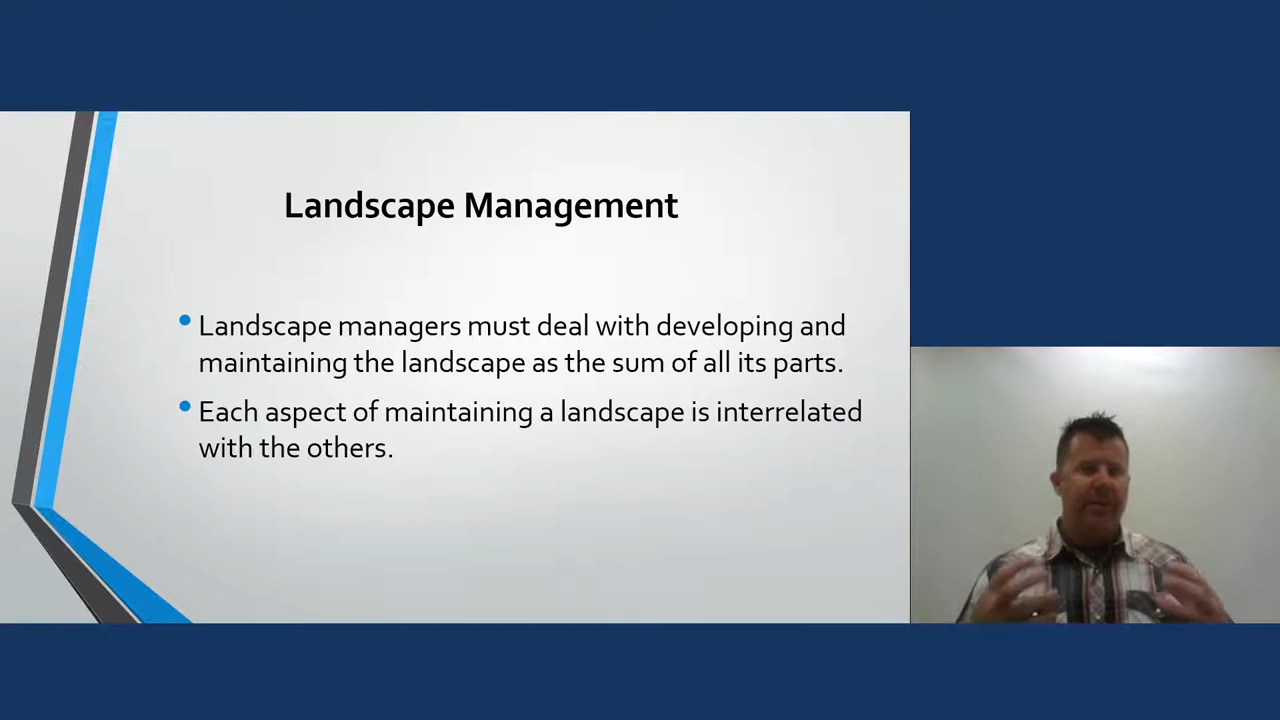 Landscape Management
Landscape managers must deal with developing and
maintaining the landscape as the sum of all its parts.
Each aspect of maintaining a landscape is interrelated
with the others.